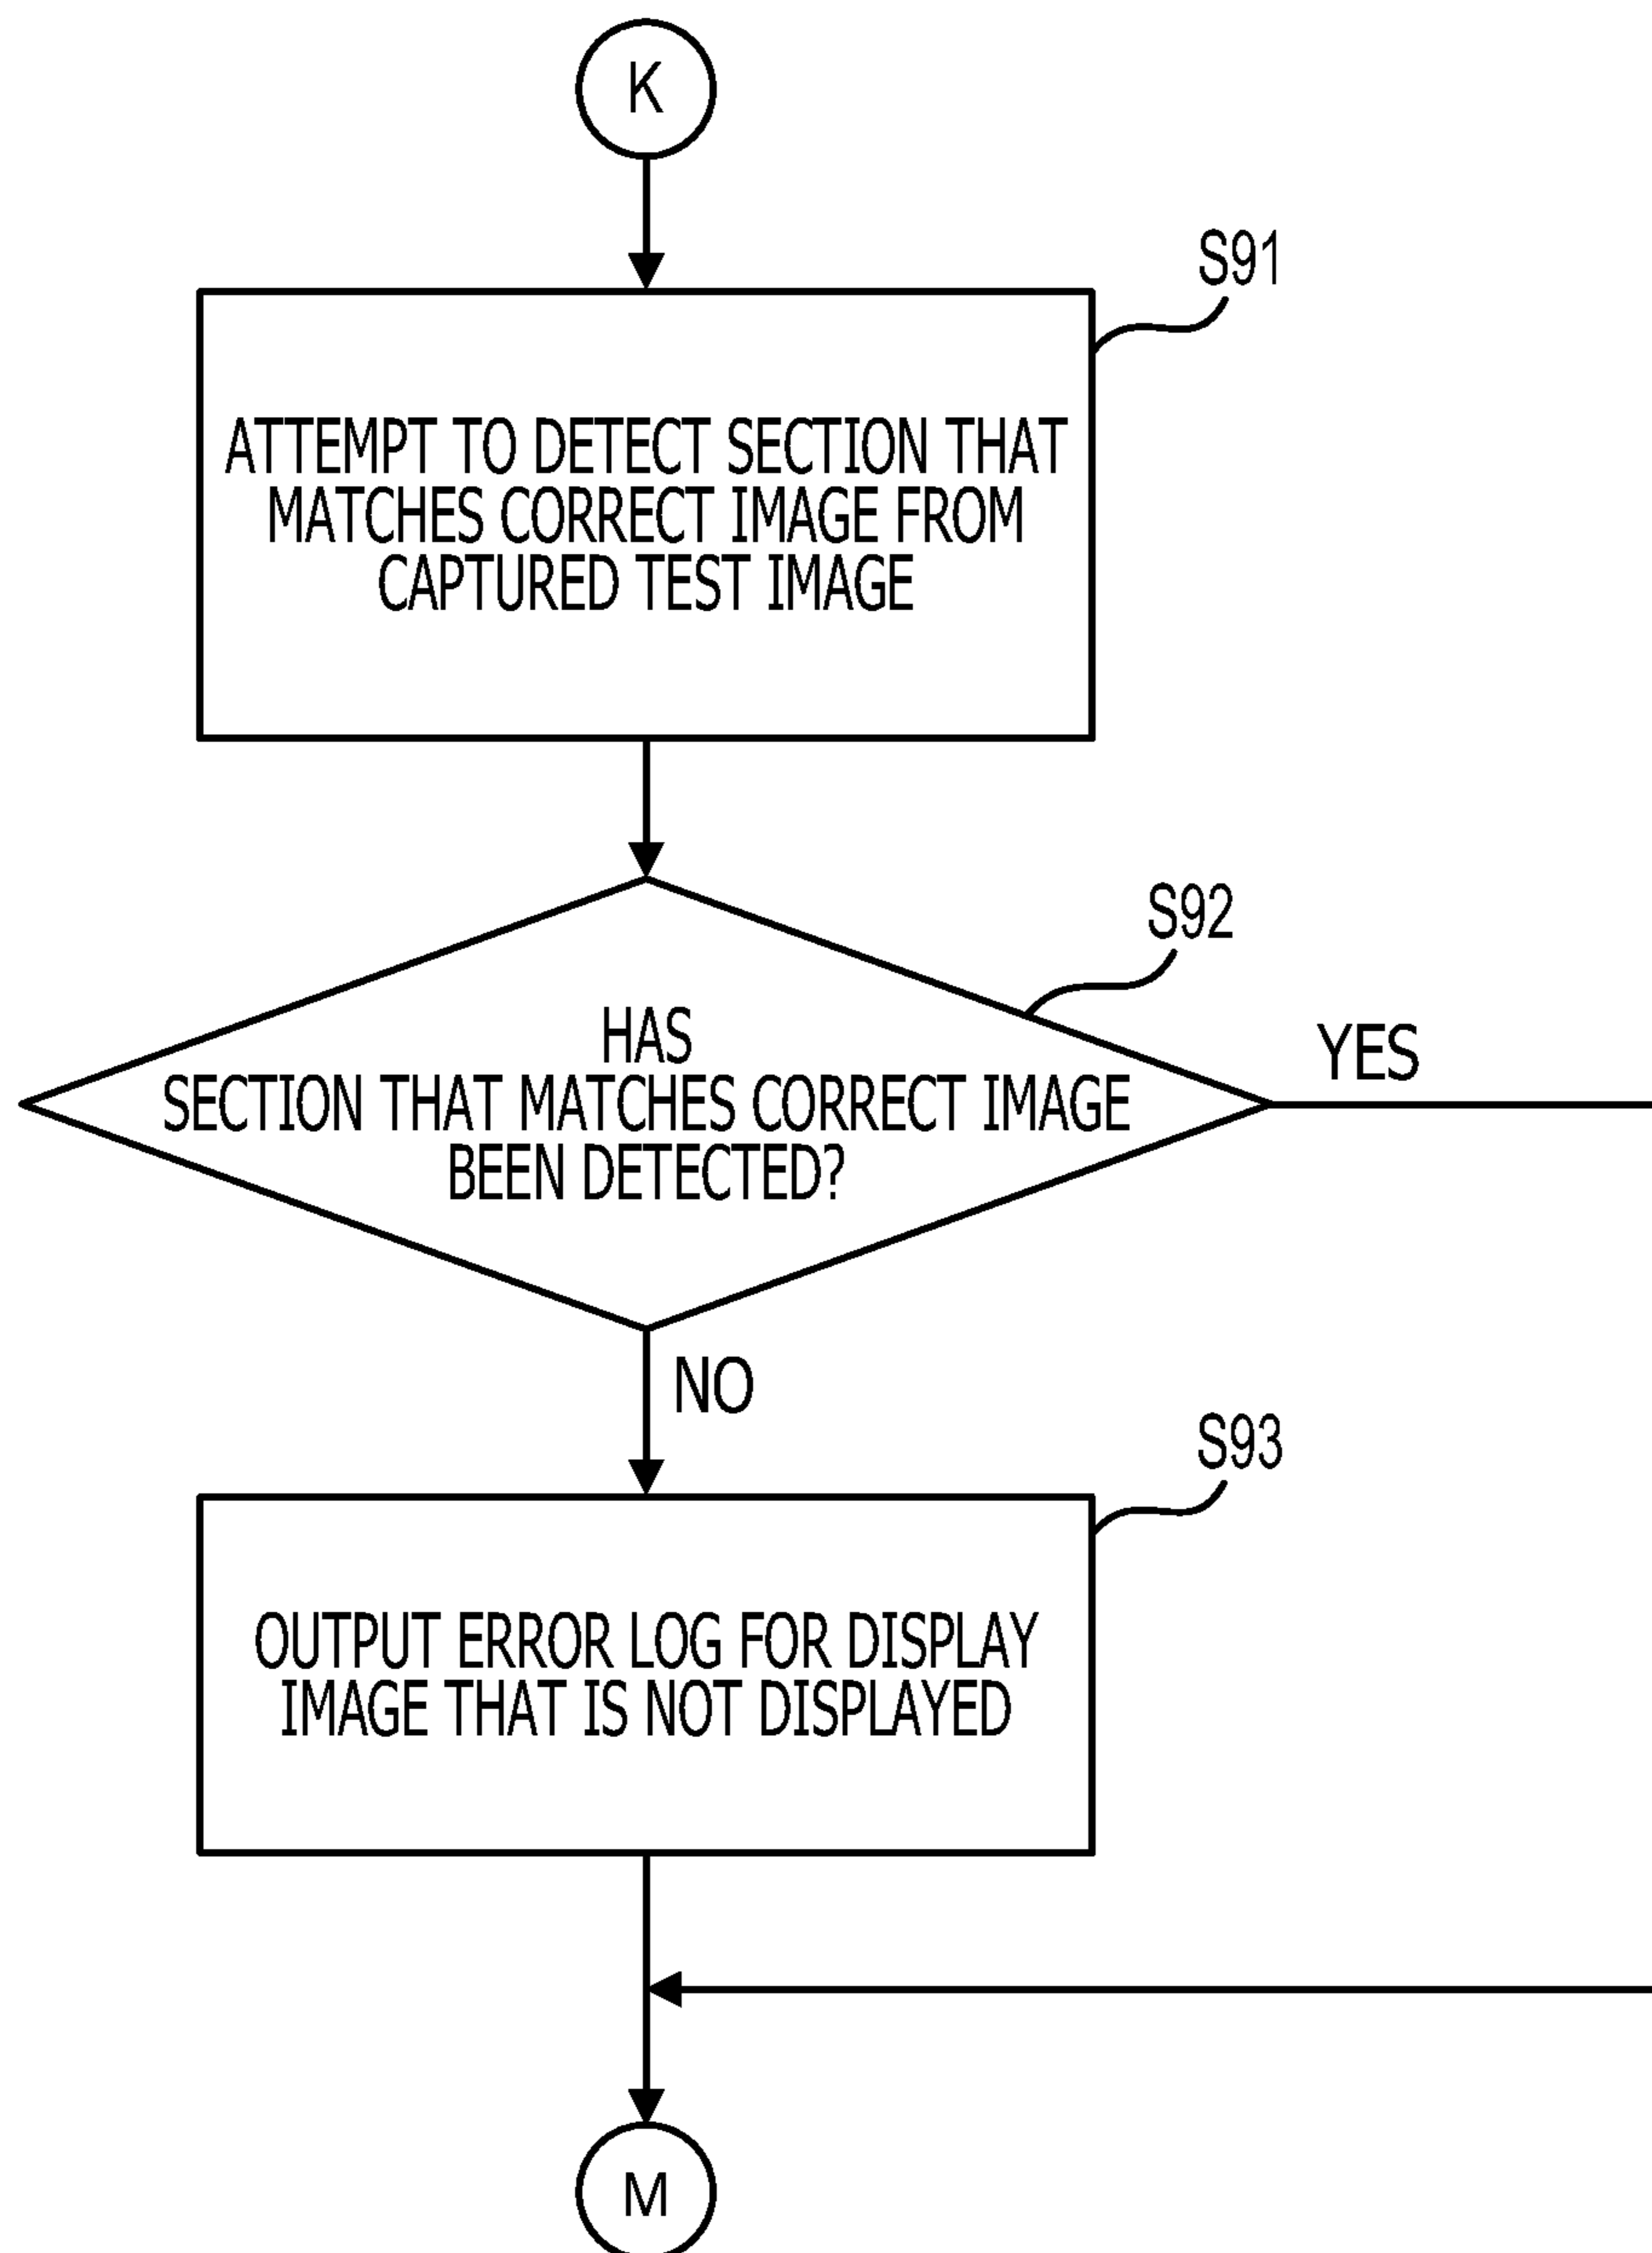 K
S91
ATTEMPT TO DETECT SECTION THAT
MATCHES CORRECT IMAGE FROM
CAPTURED TEST IMAGE
S92
HAS
SECTION THAT MATCHES CORRECT IMAGE
BEEN DETECTED?
YES
NO
S93
OUTPUT ERROR LOG FOR DISPLAY
IMAGE THAT IS NOT DISPLAYED
M